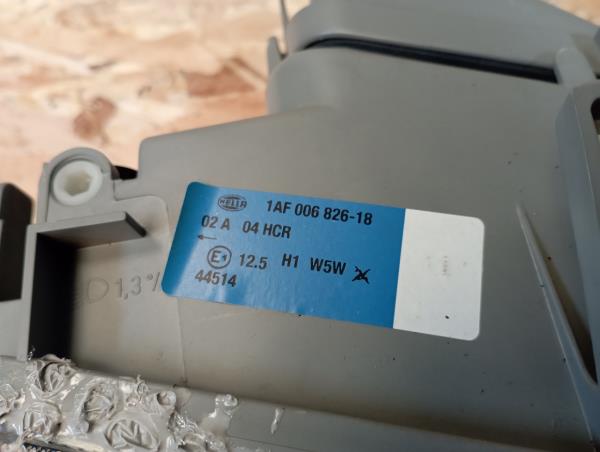 HELLA 1AF 006 826-18
02 A 04 HCR
←
E1 12.5 H1 W5W
44514
1,3%